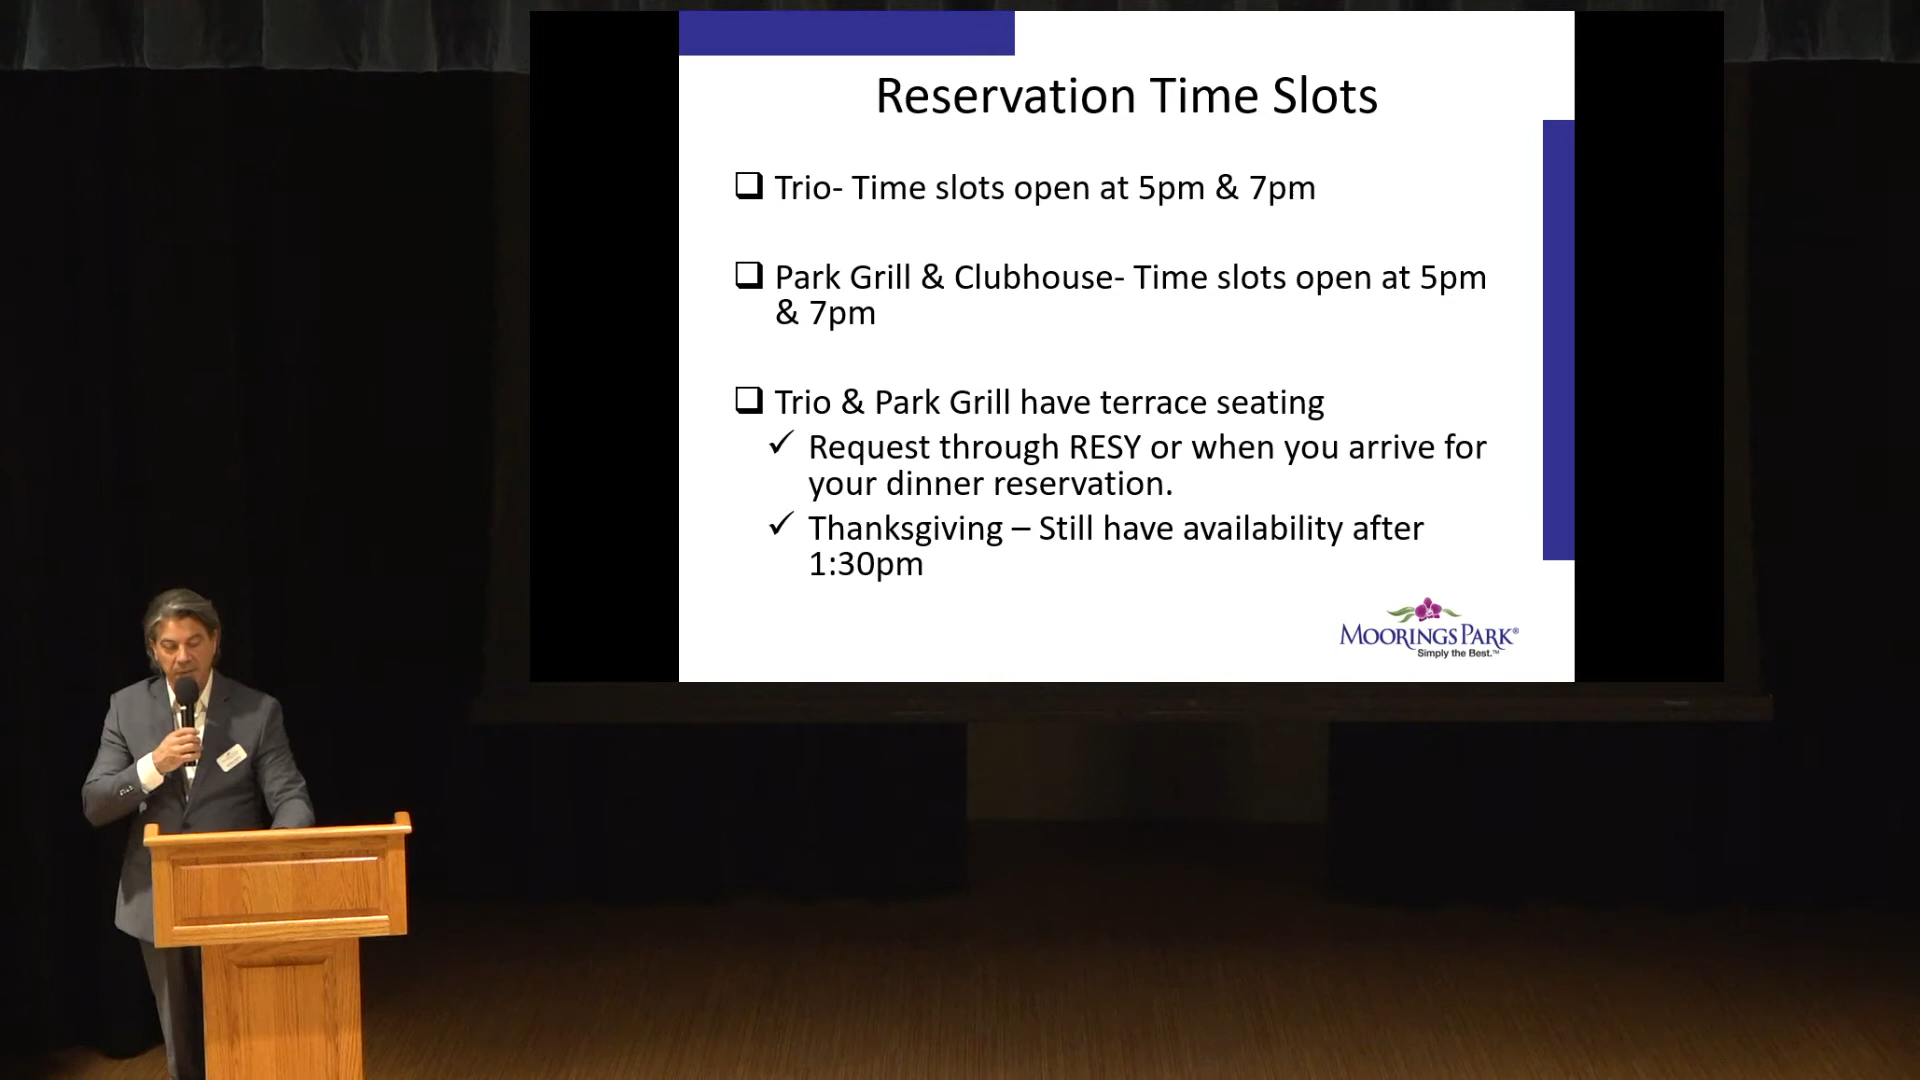 Reservation Time Slots
Trio- Time slots open at 5pm & 7pm
Park Grill & Clubhouse- Time slots open at 5pm
& 7pm
Trio & Park Grill have terrace seating
Request through RESY or when you arrive for
your dinner reservation.
Thanksgiving – Still have availability after
1:30pm
MOORINGS PARK®
Simply the Best.™